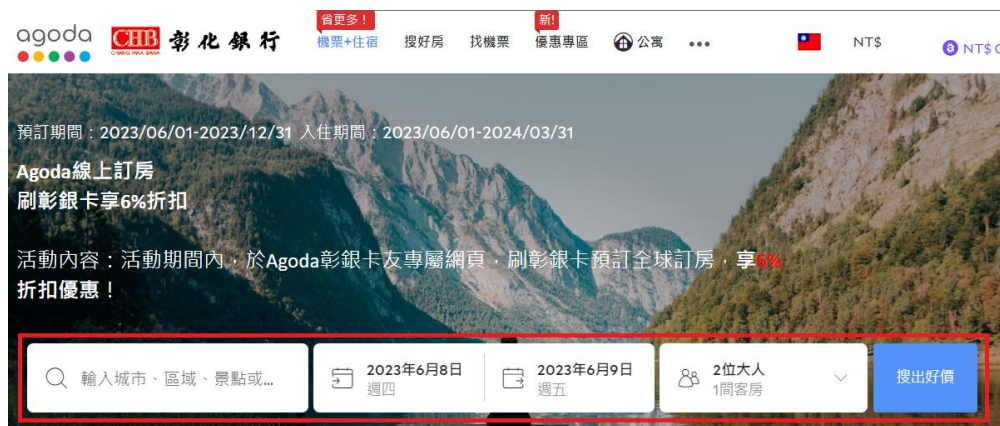 agoda CHB 彰化銀行
CHANG HWA BANK
省更多！ 新!
機票+住宿 搜好房 找機票 優惠專區 公寓 ••• NT$ a NT$ 0
預訂期間：2023/06/01-2023/12/31 入住期間：2023/06/01-2024/03/31
Agoda線上訂房
刷彰銀卡享6%折扣
活動內容：活動期間內，於Agoda彰銀卡友專屬網頁，刷彰銀卡預訂全球訂房，享6%
折扣優惠！
輸入城市、區域、景點或... 2023年6月8日 2023年6月9日 2位大人 搜出好價
週四 週五 1間客房